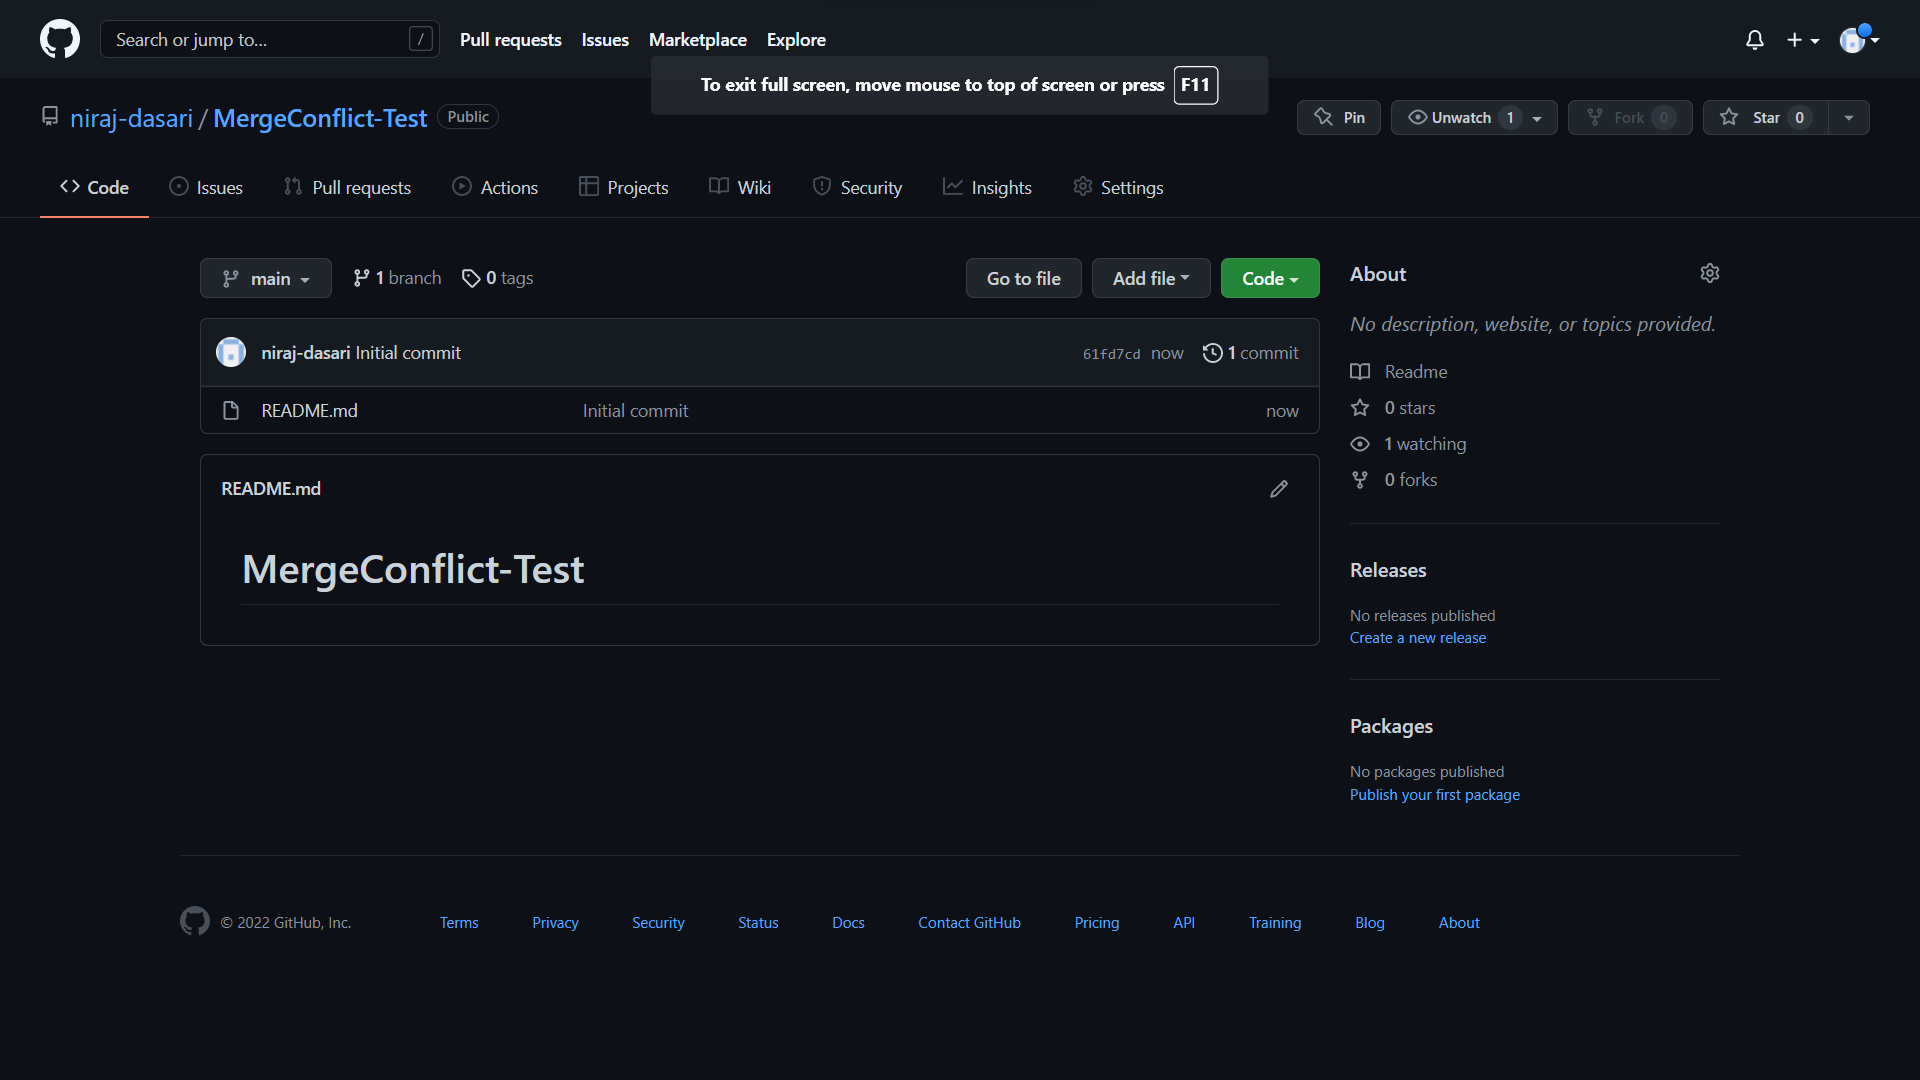 Search or jump to... /
Pull requests Issues Marketplace Explore
To exit full screen, move mouse to top of screen or press F11
niraj-dasari / MergeConflict-Test Public
Pin Unwatch 1 Fork 0 Star 0
Code Issues Pull requests Actions Projects Wiki Security Insights Settings
main 1 branch 0 tags Go to file Add file Code
niraj-dasari Initial commit 61fd7cd now 1 commit
README.md Initial commit now
README.md
MergeConflict-Test
About
No description, website, or topics provided.
Readme
0 stars
1 watching
0 forks
Releases
No releases published
Create a new release
Packages
No packages published
Publish your first package
© 2022 GitHub, Inc. Terms Privacy Security Status Docs Contact GitHub Pricing API Training Blog About